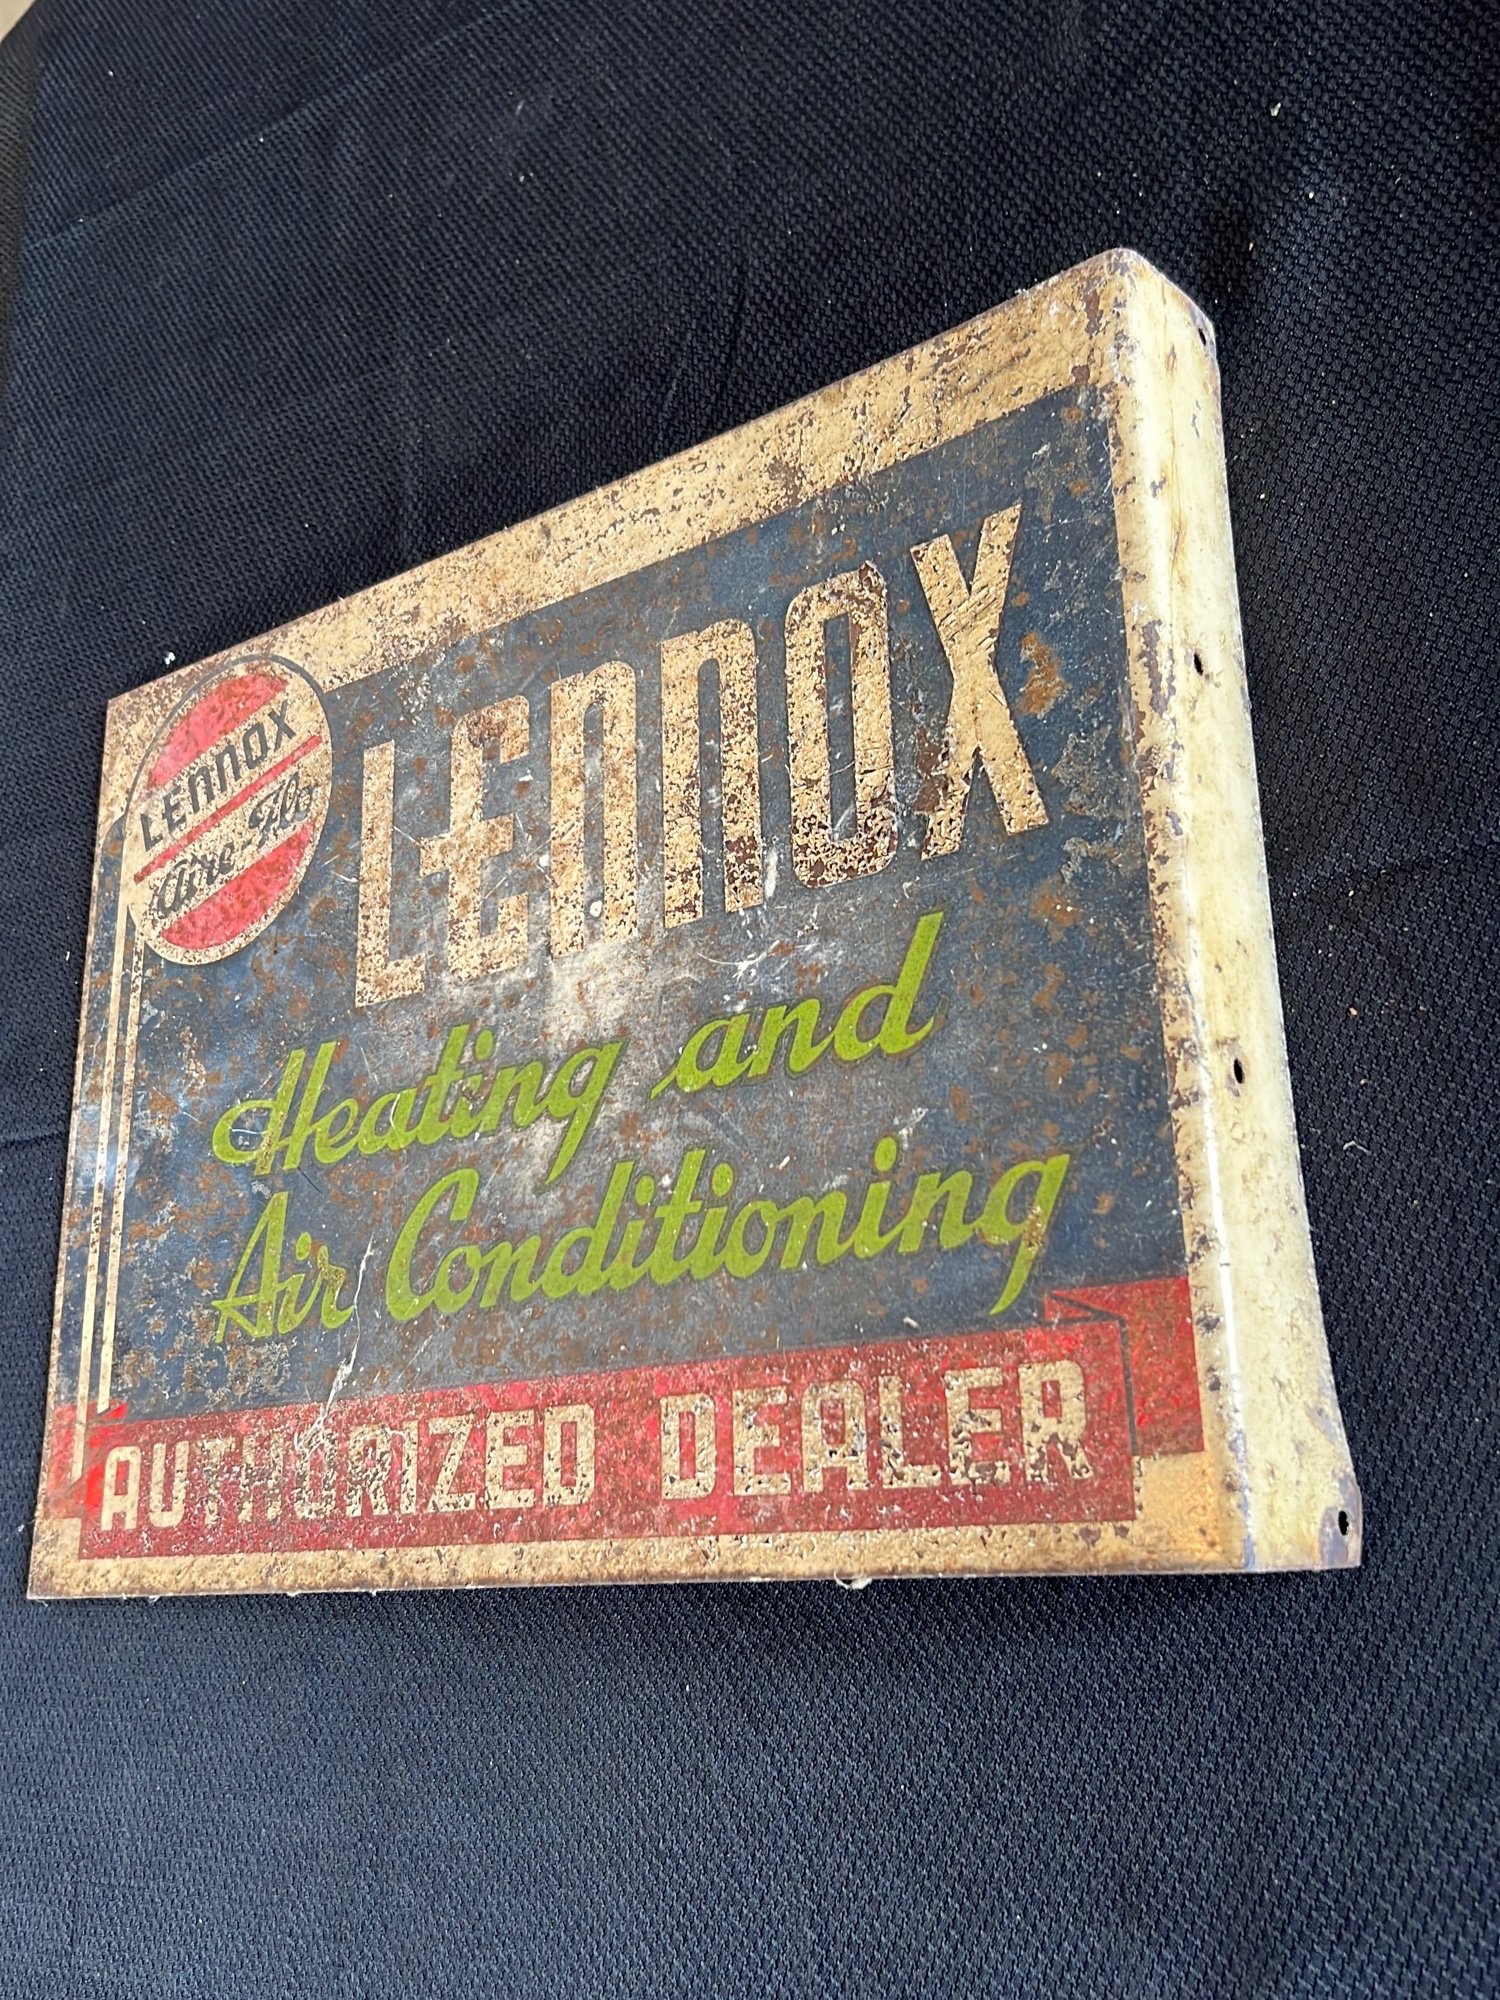 LENNOX
Aire-Flo
LENNOX
Heating and
Air Conditioning
AUTHORIZED DEALER